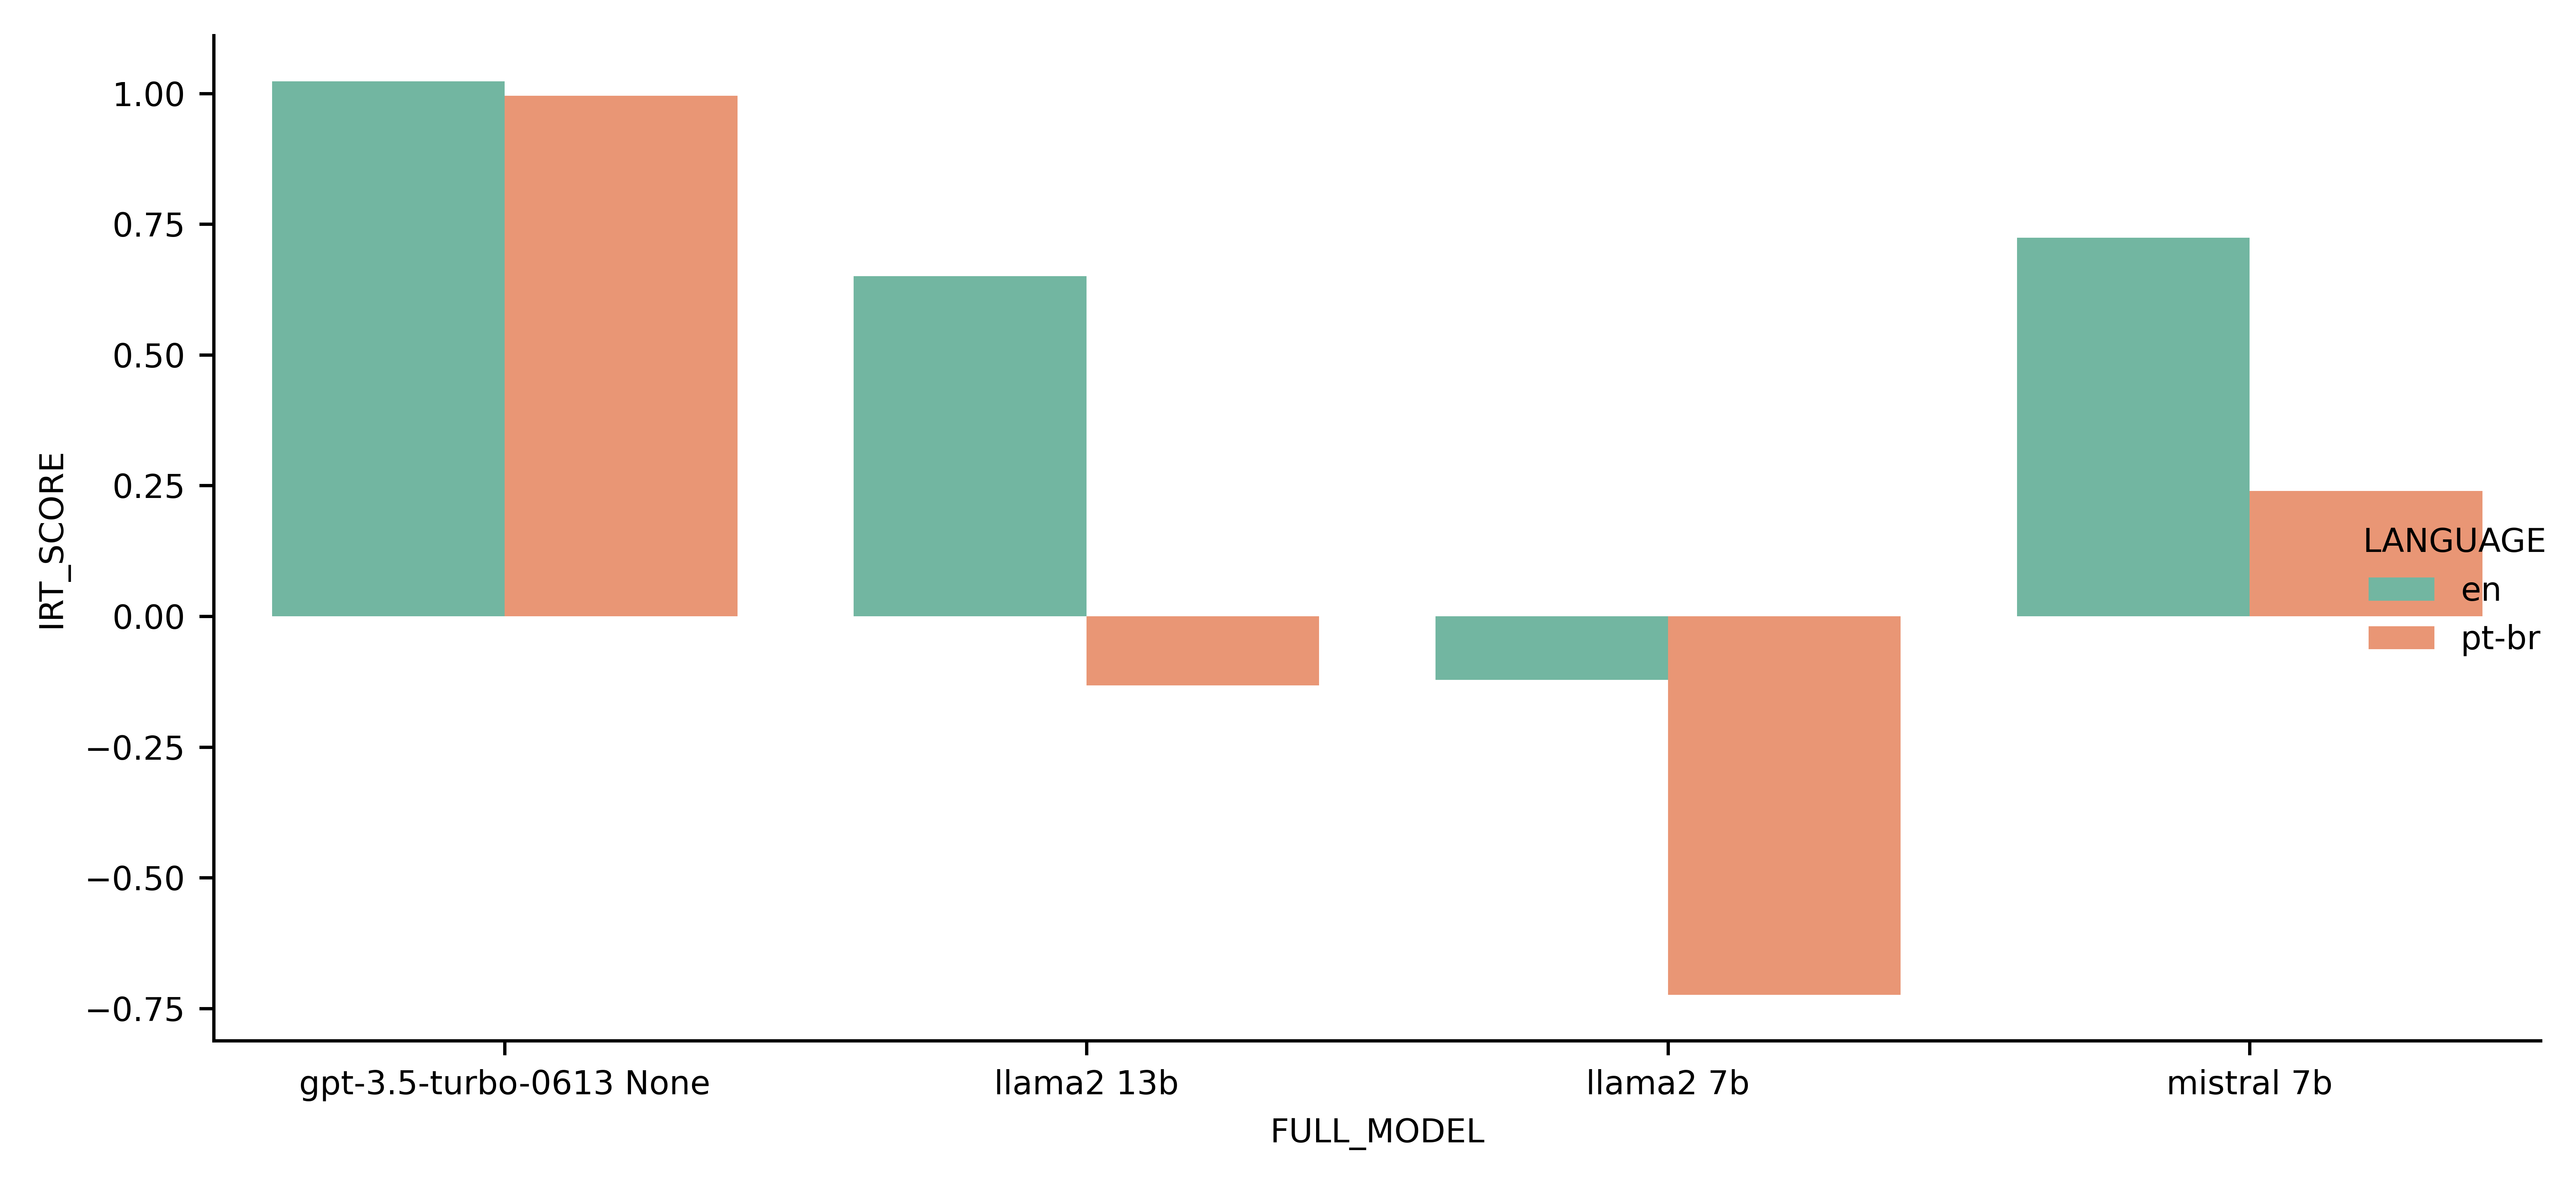 1.00
0.75
0.50
0.25
0.00
−0.25
−0.50
−0.75
IRT_SCORE
gpt-3.5-turbo-0613 None
llama2 13b
llama2 7b
mistral 7b
FULL_MODEL
LANGUAGE
en
pt-br